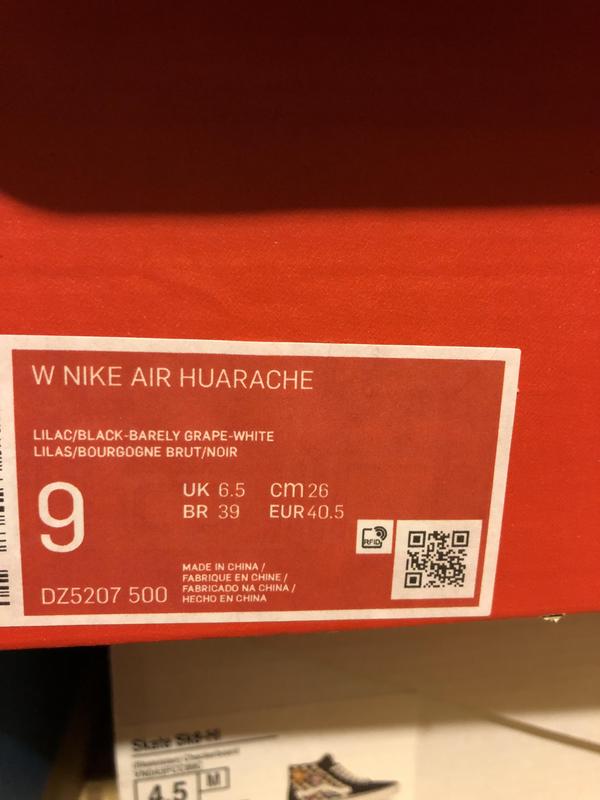 W NIKE AIR HUARACHE
LILAC/BLACK-BARELY GRAPE-WHITE
LILAS/BOURGOGNE BRUT/NOIR
9
UK 6.5 cm 26
BR 39 EUR 40.5
RFID
DZ5207 500
MADE IN CHINA /
FABRIQUE EN CHINE /
FABRICADO NA CHINA /
HECHO EN CHINA
Skate Sk8-Hi
4.5 M